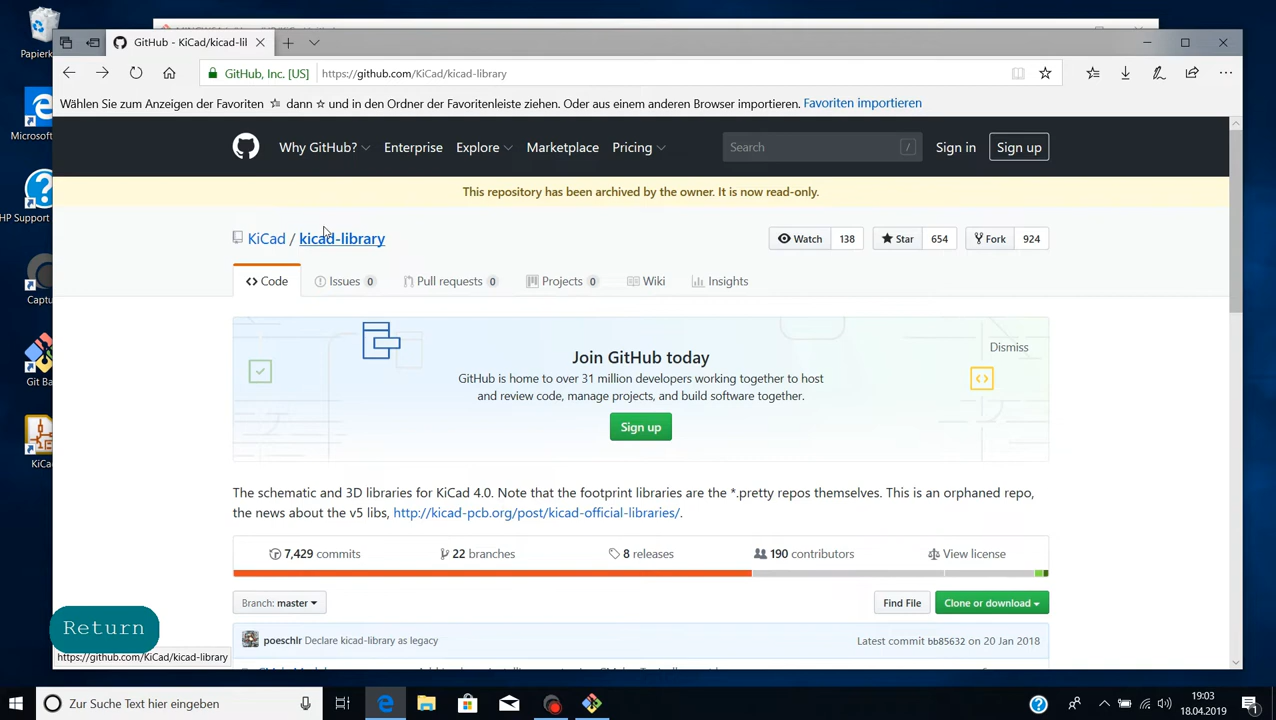 Papierk
GitHub - KiCad/kicad-lil
GitHub, Inc. [US]
https://github.com/KiCad/kicad-library
Wählen Sie zum Anzeigen der Favoriten dann ☆ und in den Ordner der Favoritenleiste ziehen. Oder aus einem anderen Browser importieren. Favoriten importieren
Microsoft
HP Support
Captu
Git Ba
KiCa
Why GitHub? Enterprise Explore Marketplace Pricing Search / Sign in Sign up
This repository has been archived by the owner. It is now read-only.
KiCad / kicad-library
Watch 138 Star 654 Fork 924
<> Code Issues 0 Pull requests 0 Projects 0 Wiki Insights
Join GitHub today
Dismiss
GitHub is home to over 31 million developers working together to host
and review code, manage projects, and build software together.
Sign up
The schematic and 3D libraries for KiCad 4.0. Note that the footprint libraries are the *.pretty repos themselves. This is an orphaned repo,
the news about the v5 libs, http://kicad-pcb.org/post/kicad-official-libraries/.
7,429 commits 22 branches 8 releases 190 contributors View license
Branch: master Find File Clone or download
poeschlr Declare kicad-library as legacy Latest commit bb85632 on 20 Jan 2018
Return
https://github.com/KiCad/kicad-library
Zur Suche Text hier eingeben
19:03
18.04.2019
1